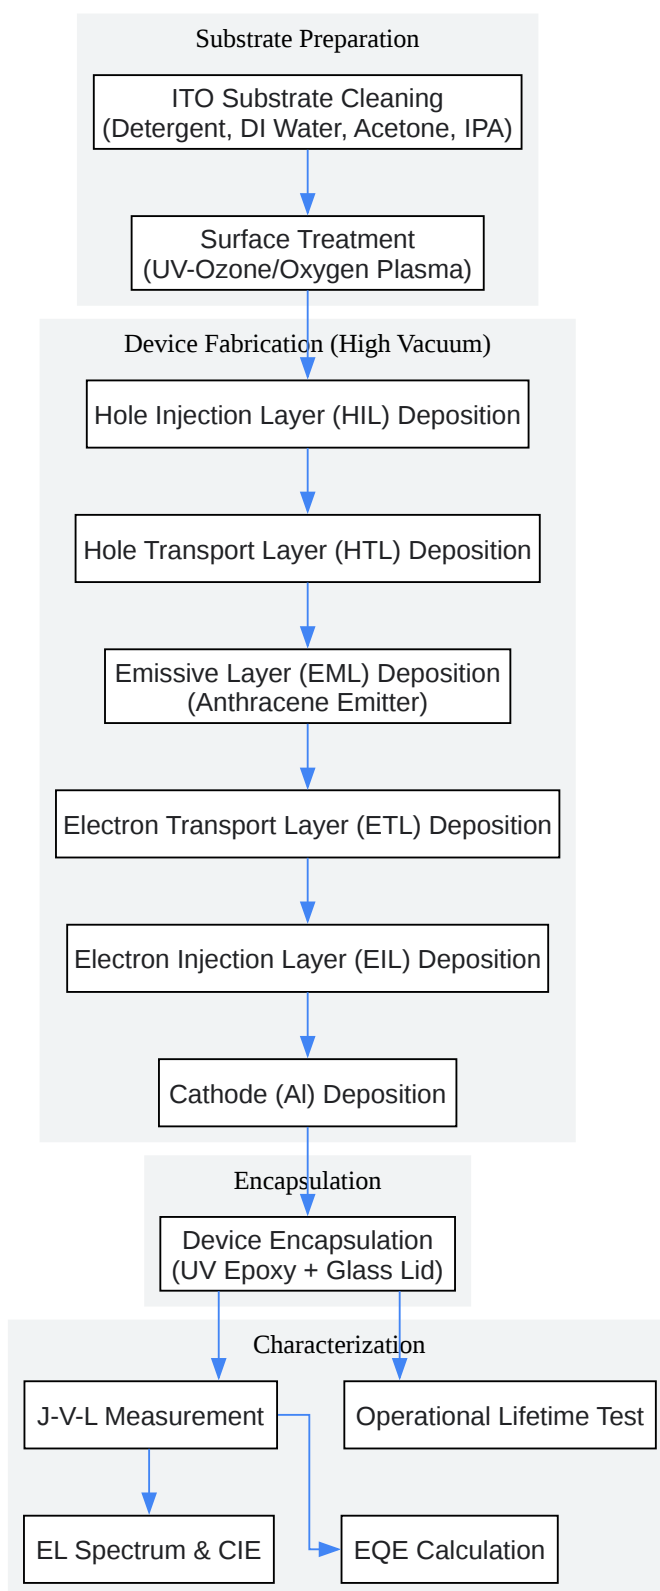 Substrate Preparation
ITO Substrate Cleaning
(Detergent, DI Water, Acetone, IPA)
Surface Treatment
(UV-Ozone/Oxygen Plasma)
Device Fabrication (High Vacuum)
Hole Injection Layer (HIL) Deposition
Hole Transport Layer (HTL) Deposition
Emissive Layer (EML) Deposition
(Anthracene Emitter)
Electron Transport Layer (ETL) Deposition
Electron Injection Layer (EIL) Deposition
Cathode (Al) Deposition
Encapsulation
Device Encapsulation
(UV Epoxy + Glass Lid)
Characterization
J-V-L Measurement
Operational Lifetime Test
EL Spectrum & CIE
EQE Calculation